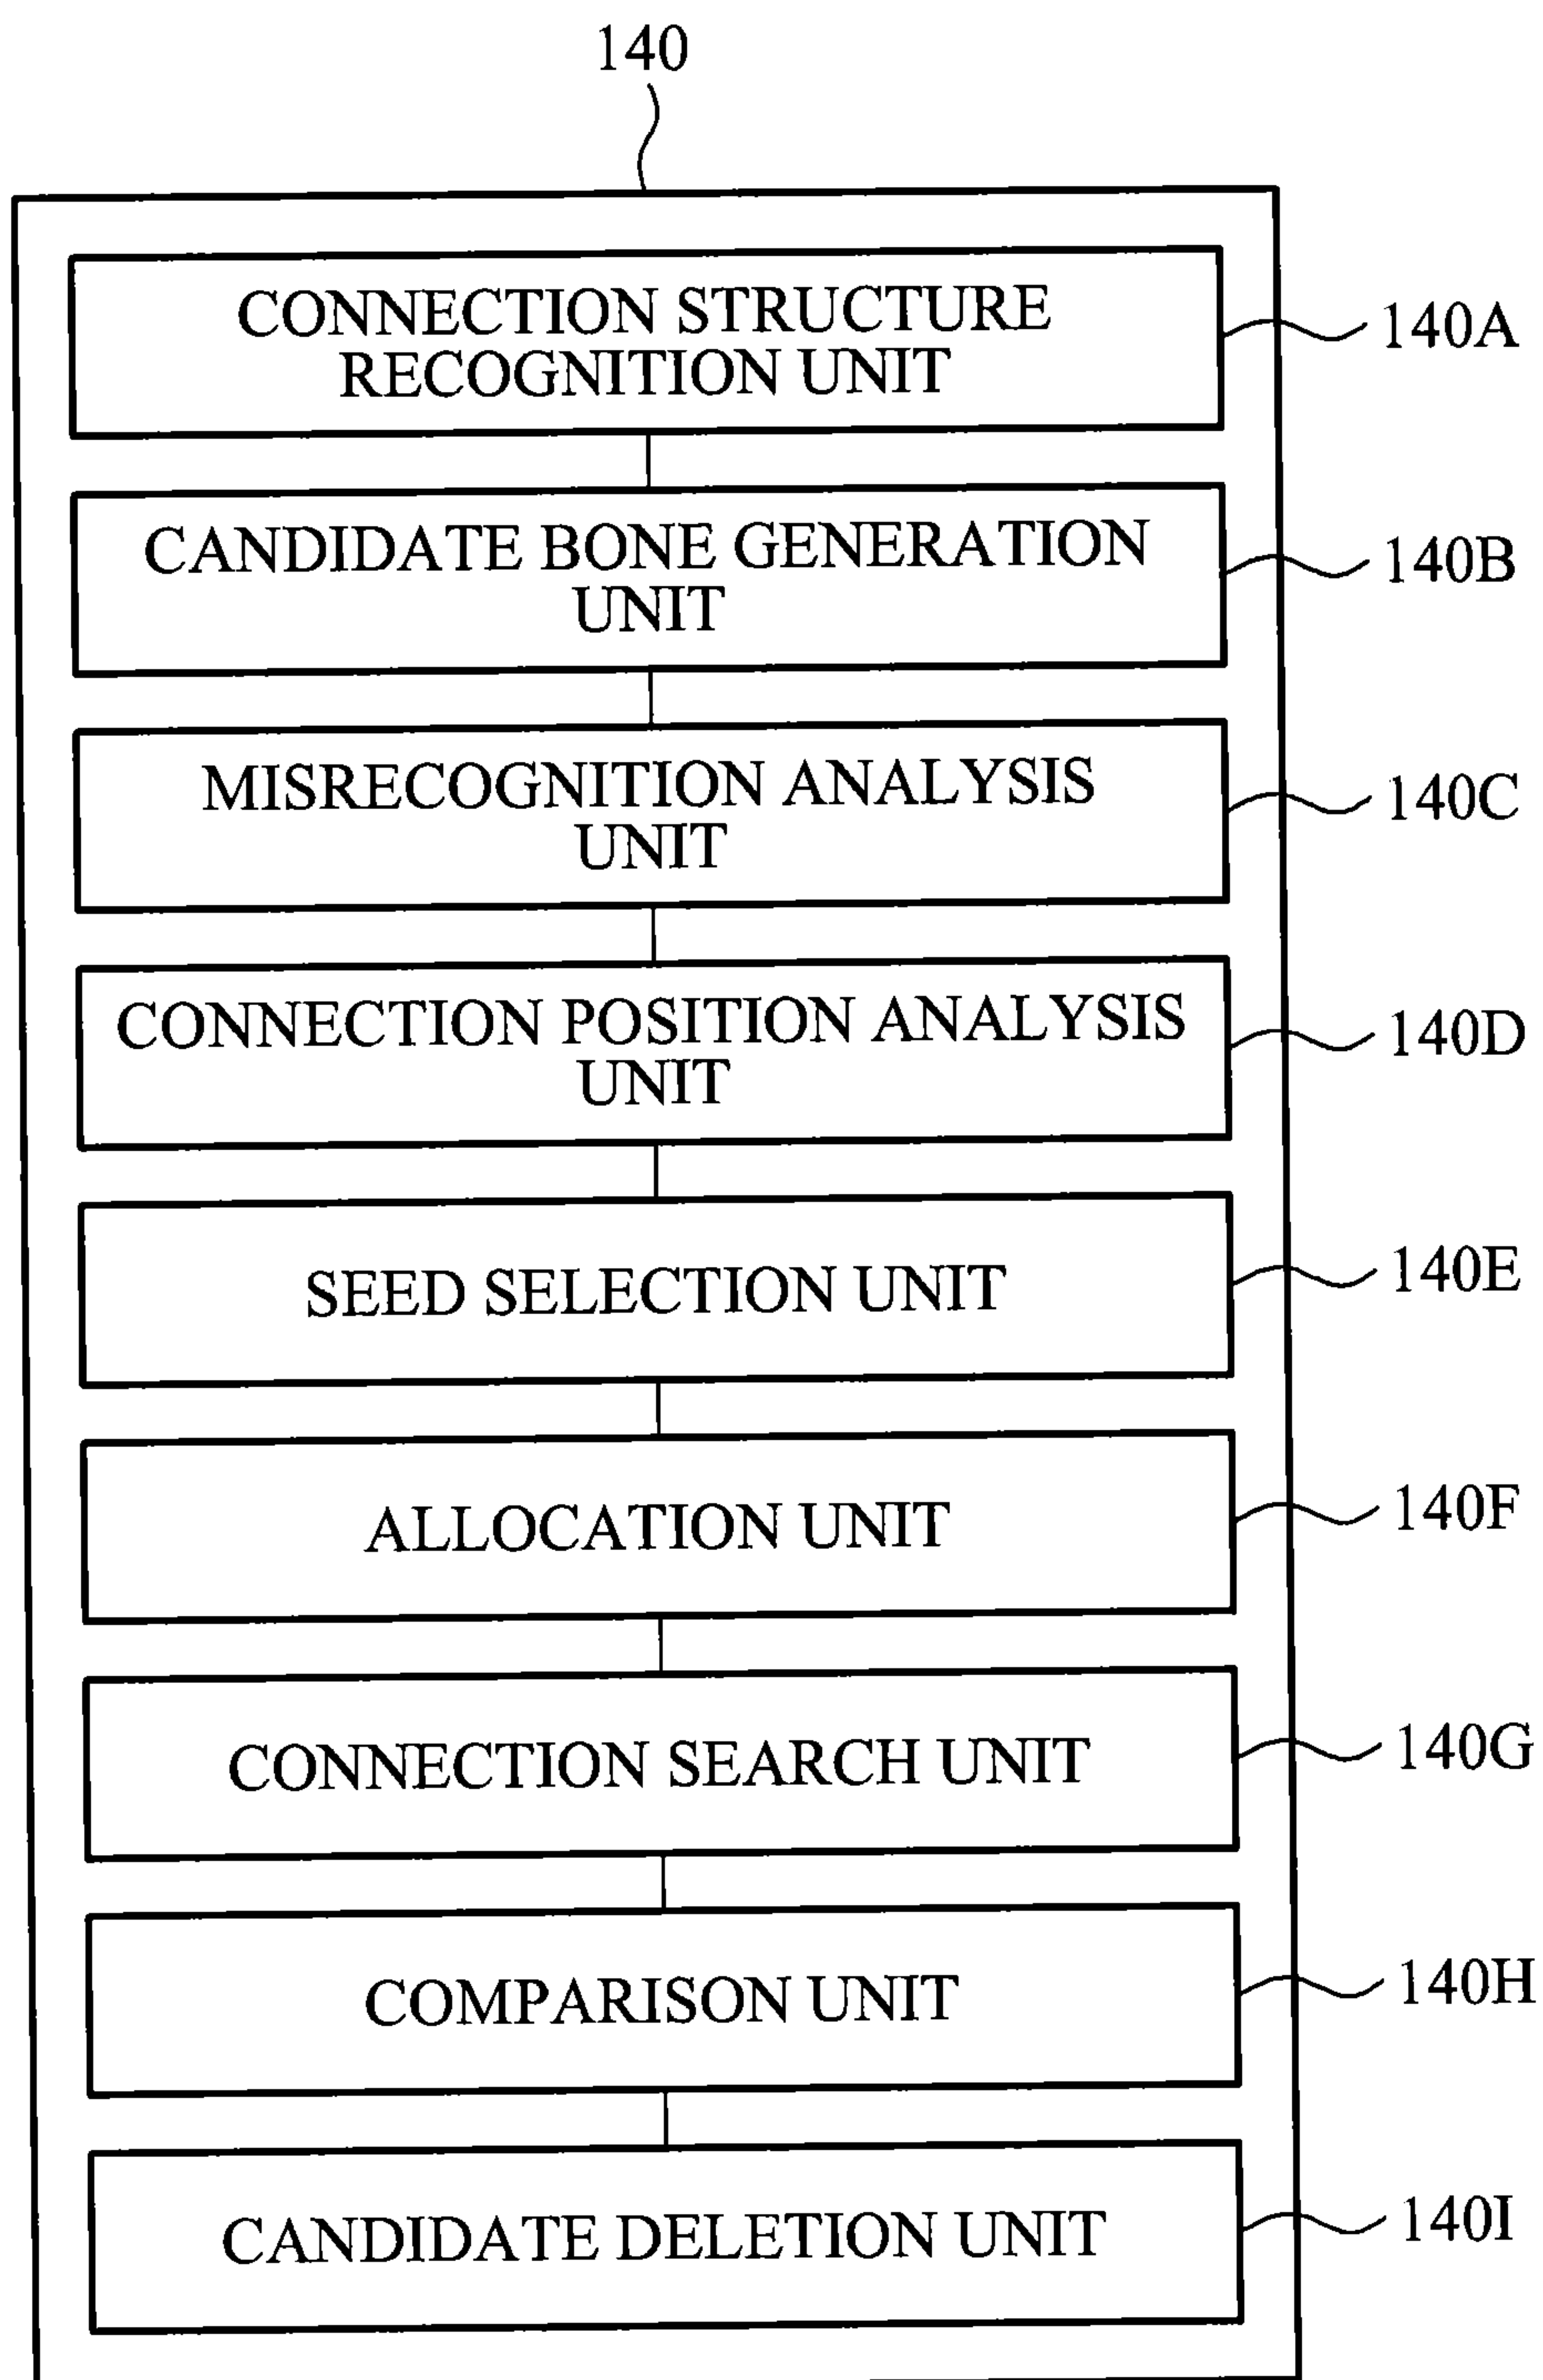 140
CONNECTION STRUCTURE
RECOGNITION UNIT
140A
CANDIDATE BONE GENERATION
UNIT
140B
MISRECOGNITION ANALYSIS
UNIT
140C
CONNECTION POSITION ANALYSIS
UNIT
140D
SEED SELECTION UNIT
140E
ALLOCATION UNIT
140F
CONNECTION SEARCH UNIT
140G
COMPARISON UNIT
140H
CANDIDATE DELETION UNIT
140I